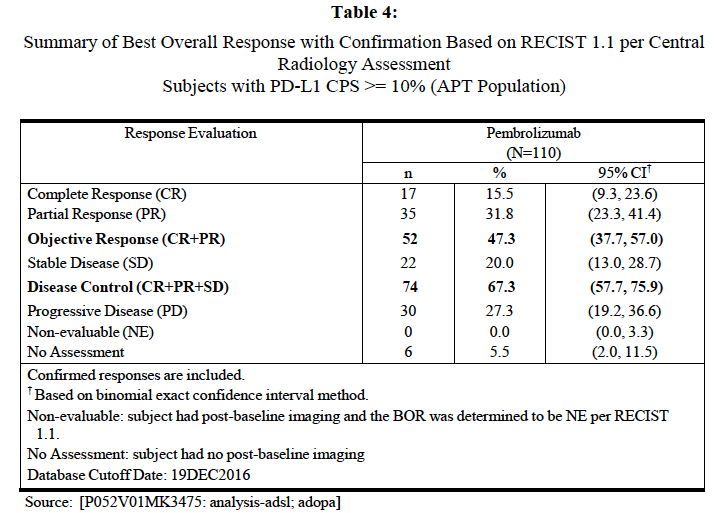 Table 4:
Summary of Best Overall Response with Confirmation Based on RECIST 1.1 per Central
Radiology Assessment
Subjects with PD-L1 CPS >= 10% (APT Population)
Response Evaluation Pembrolizumab
(N=110)
n % 95% CI†
Complete Response (CR) 17 15.5 (9.3, 23.6)
Partial Response (PR) 35 31.8 (23.3, 41.4)
Objective Response (CR+PR) 52 47.3 (37.7, 57.0)
Stable Disease (SD) 22 20.0 (13.0, 28.7)
Disease Control (CR+PR+SD) 74 67.3 (57.7, 75.9)
Progressive Disease (PD) 30 27.3 (19.2, 36.6)
Non-evaluable (NE) 0 0.0 (0.0, 3.3)
No Assessment 6 5.5 (2.0, 11.5)
Confirmed responses are included.
† Based on binomial exact confidence interval method.
Non-evaluable: subject had post-baseline imaging and the BOR was determined to be NE per RECIST
1.1.
No Assessment: subject had no post-baseline imaging
Database Cutoff Date: 19DEC2016
Source: [P052V01MK3475: analysis-adsl; adopa]